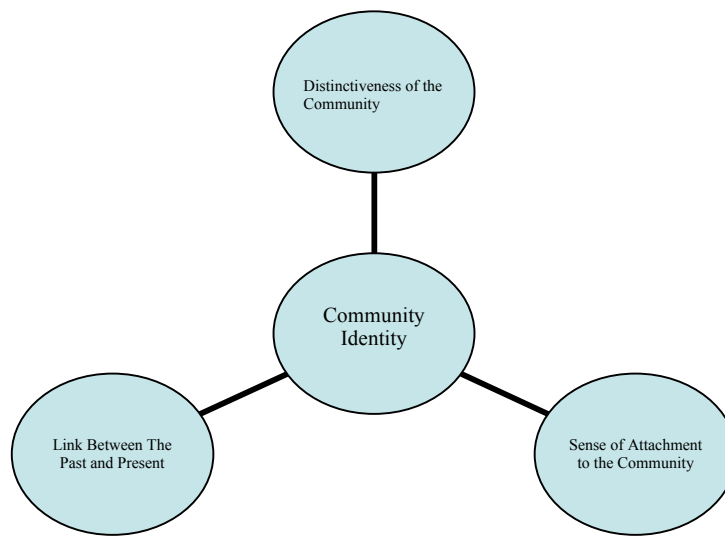 Distinctiveness of the
Community
Community
Identity
Link Between The
Past and Present
Sense of Attachment
to the Community